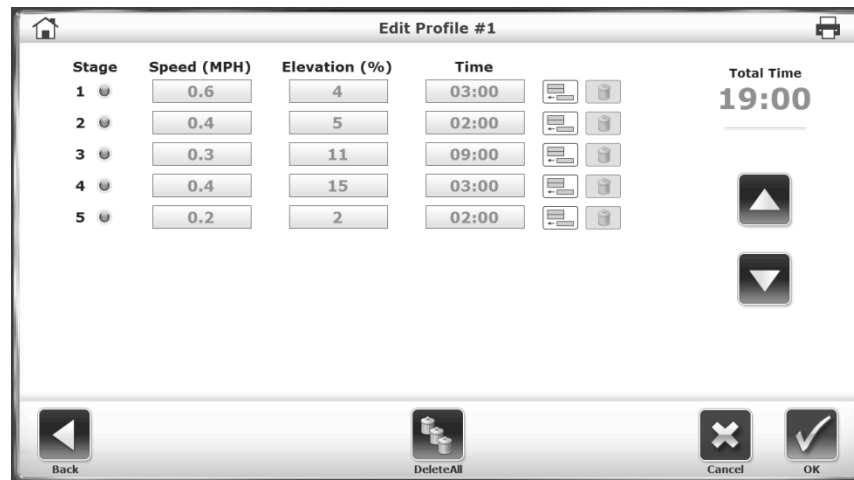 Edit Profile #1
Stage Speed (MPH) Elevation (%) Time
Total Time
19:00
1 0.6 4 03:00
2 0.4 5 02:00
3 0.3 11 09:00
4 0.4 15 03:00
5 0.2 2 02:00
Back DeleteAll Cancel OK